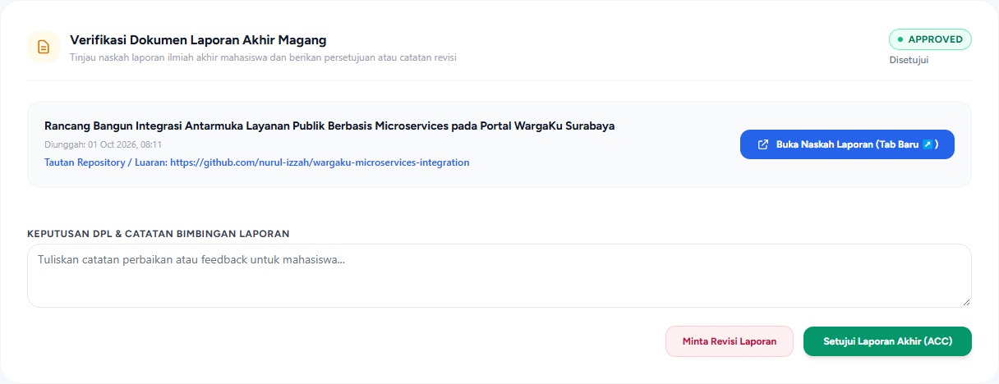 Verifikasi Dokumen Laporan Akhir Magang
Tinjau naskah laporan ilmiah akhir mahasiswa dan berikan persetujuan atau catatan revisi
APPROVED
Disetujui
Rancang Bangun Integrasi Antarmuka Layanan Publik Berbasis Microservices pada Portal WargaKu Surabaya
Diunggah: 01 Oct 2026, 08:11
Tautan Repository / Luaran: https://github.com/nurul-izzah/wargaku-microservices-integration
Buka Naskah Laporan (Tab Baru ↗)
KEPUTUSAN DPL & CATATAN BIMBINGAN LAPORAN
Tuliskan catatan perbaikan atau feedback untuk mahasiswa...
Minta Revisi Laporan
Setujui Laporan Akhir (ACC)